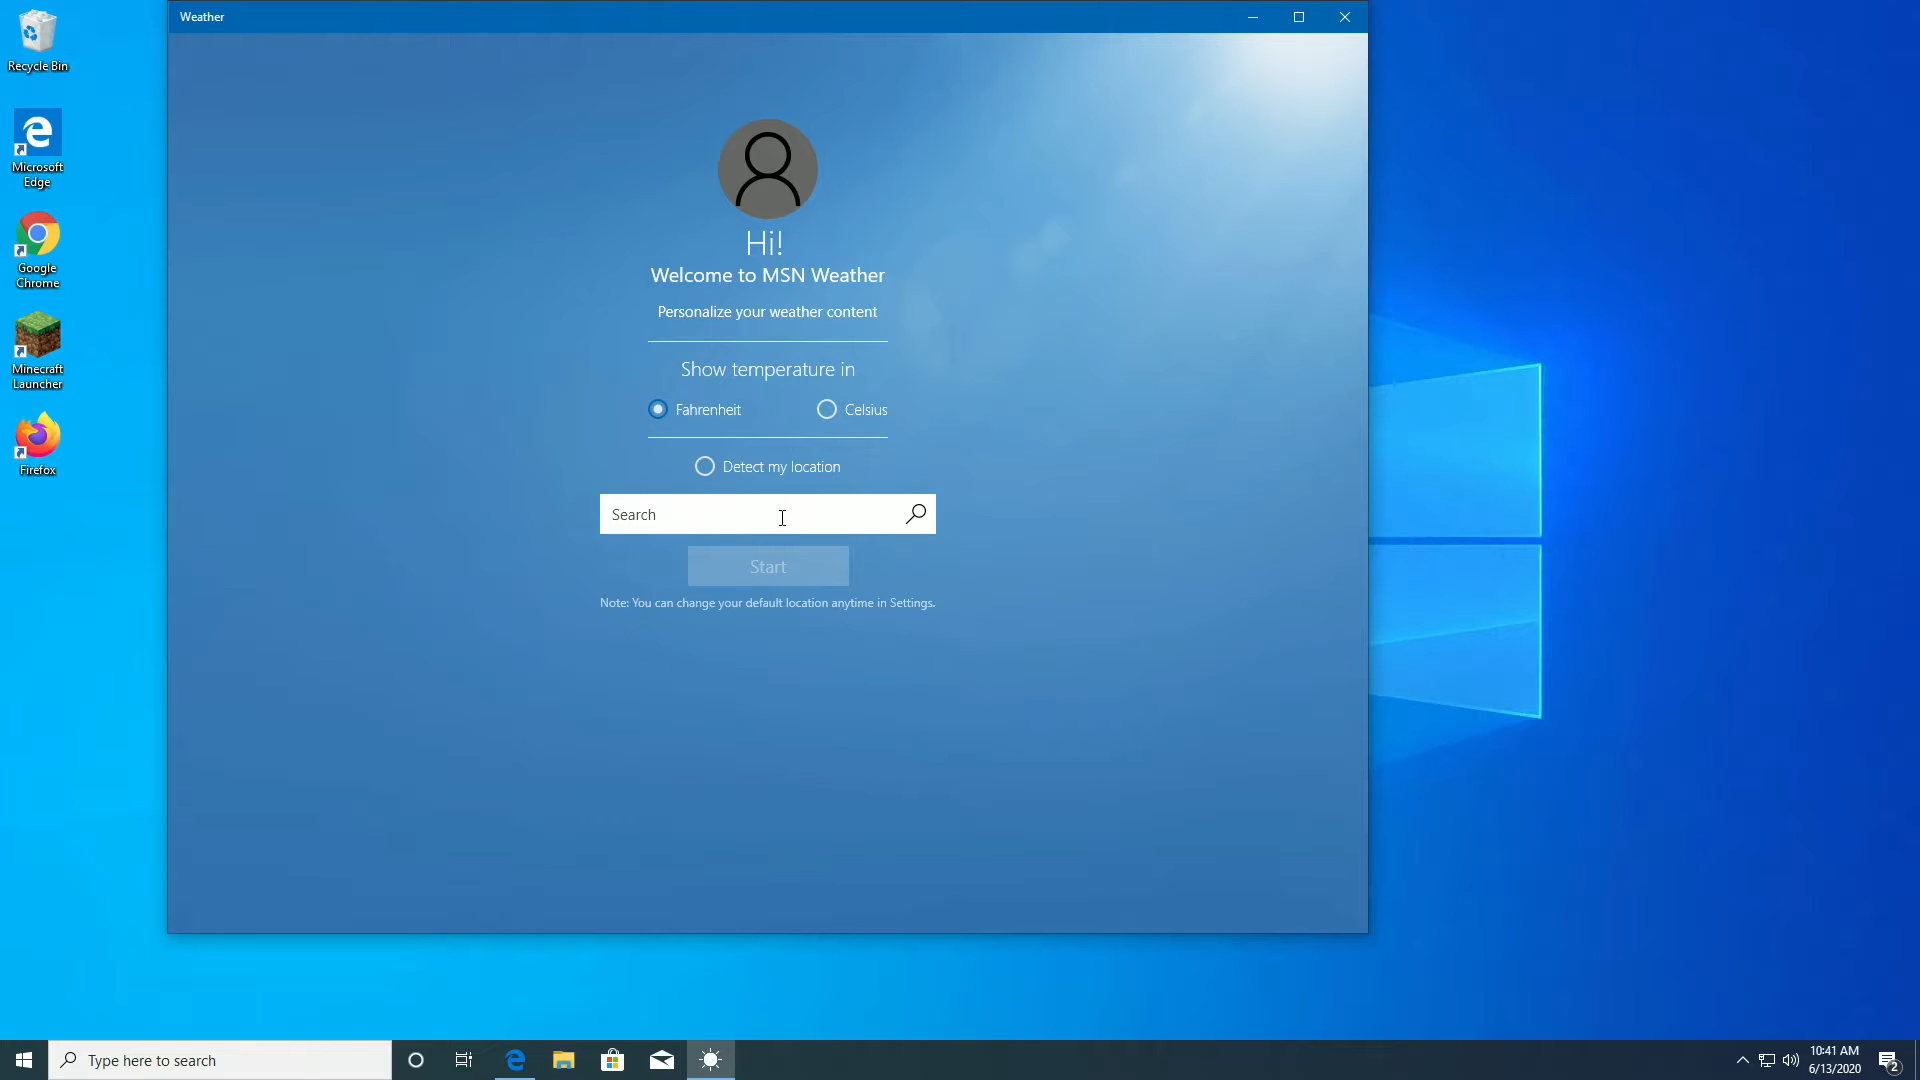 Weather
Recycle Bin
Microsoft
Edge
Google
Chrome
Minecraft
Launcher
Firefox
Hi!
Welcome to MSN Weather
Personalize your weather content
Show temperature in
Fahrenheit
Celsius
Detect my location
Search
Start
Note: You can change your default location anytime in Settings.
Type here to search
10:41 AM
6/13/2020
2